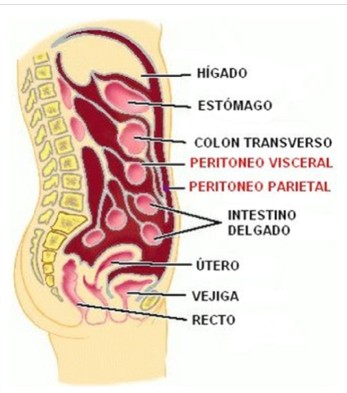 HÍGADO
ESTÓMAGO
COLON TRANSVERSO
PERITONEO VISCERAL
PERITONEO PARIETAL
INTESTINO
DELGADO
ÚTERO
VEJIGA
RECTO